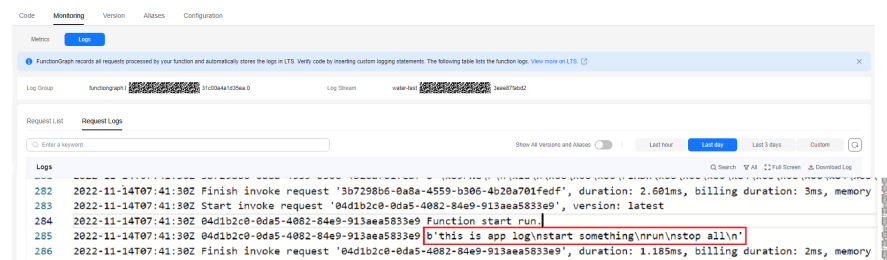 Code Monitoring Version Aliases Configuration
Metrics Logs
FunctionGraph records all requests processed by your function and automatically stores the logs in LTS. Verify code by inserting custom logging statements. The following table lists the function logs. View more on LTS.
Log Group functiongraph.l 31c00a4a1d35ea.0 Log Stream water-test 3eae87fabd2
Request List Request Logs
Enter a keyword. Show All Versions and Aliases Last hour Last day Last 3 days Custom
Logs Search All Full Screen Download Log
282 2022-11-14T07:41:30Z Finish invoke request '3b7298b6-0a8a-4559-b306-4b20a701fedf', duration: 2.601ms, billing duration: 3ms, memory
283 2022-11-14T07:41:30Z Start invoke request '04d1b2c0-0da5-4082-84e9-913aea5833e9', version: latest
284 2022-11-14T07:41:30Z 04d1b2c0-0da5-4082-84e9-913aea5833e9 Function start run.
285 2022-11-14T07:41:30Z 04d1b2c0-0da5-4082-84e9-913aea5833e9 b'this is app log\nstart something\nrun\nstop all\n'
286 2022-11-14T07:41:30Z Finish invoke request '04d1b2c0-0da5-4082-84e9-913aea5833e9', duration: 1.185ms, billing duration: 2ms, memory